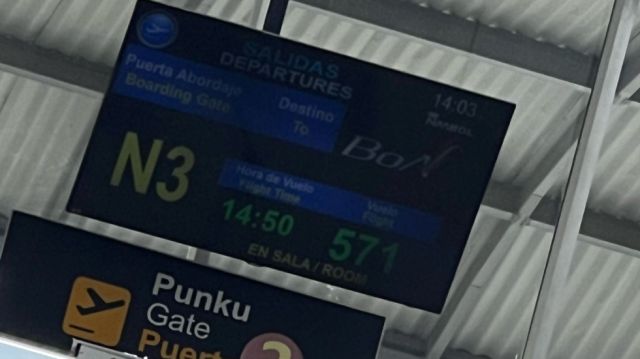 SALIDAS
DEPARTURES
14:03
Puerta Abordaje
Boarding Gate
Destino
To
BoA
N3
Hora de Vuelo
Flight Time
Vuelo
Flight
14:50
571
EN SALA / ROOM
Punku
Gate
Puerta